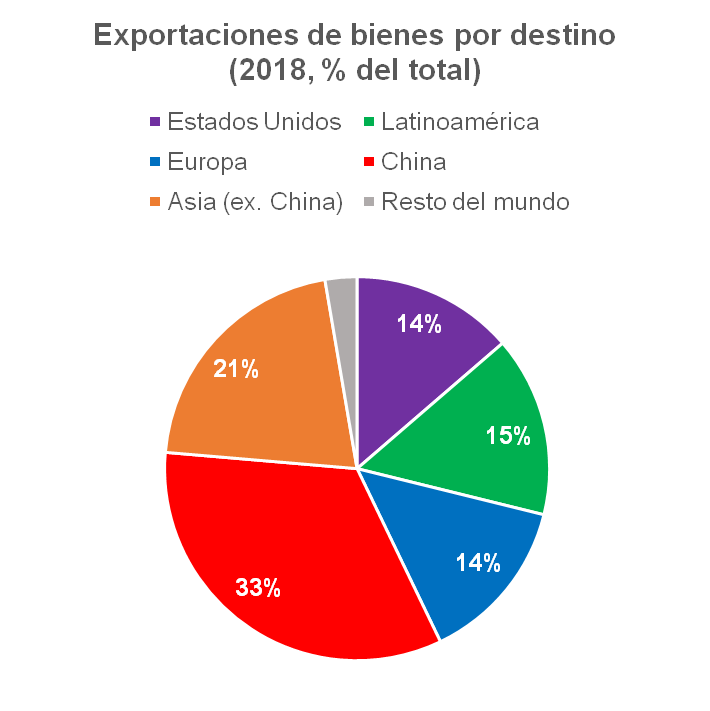 Exportaciones de bienes por destino
(2018, % del total)
Estados Unidos
Latinoamérica
Europa
China
Asia (ex. China)
Resto del mundo
14%
21%
15%
14%
33%